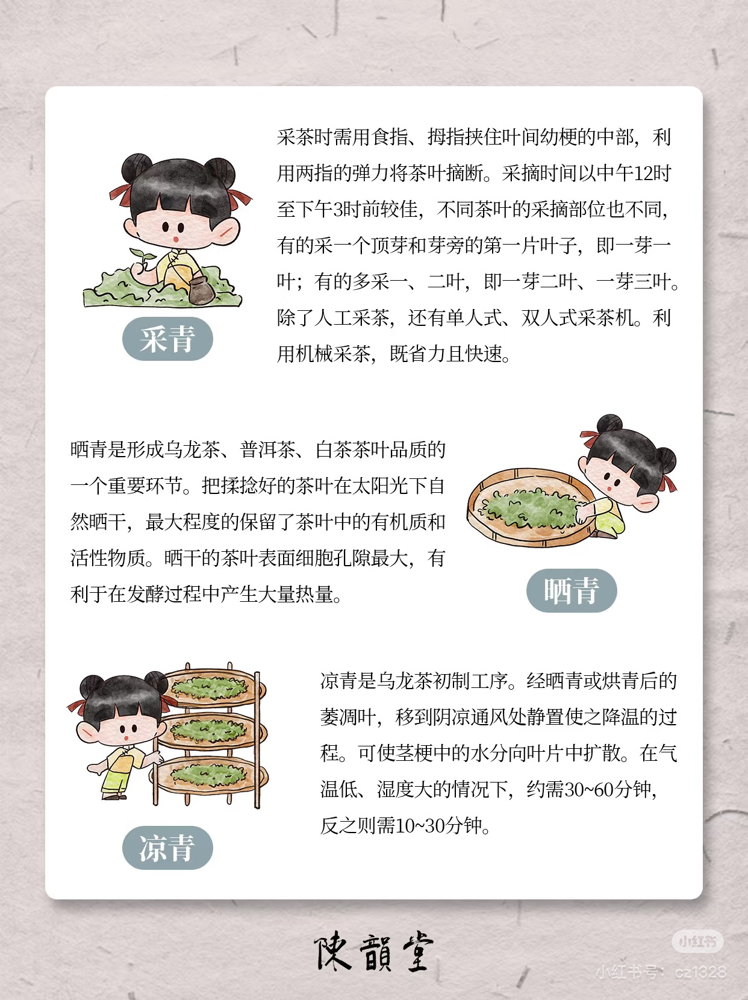 采茶时需用食指、拇指挟住叶间幼梗的中部，利
用两指的弹力将茶叶摘断。采摘时间以中午12时
至下午3时前较佳，不同茶叶的采摘部位也不同，
有的采一个顶芽和芽旁的第一片叶子，即一芽一
叶；有的多采一、二叶，即一芽二叶、一芽三叶。
除了人工采茶，还有单人式、双人式采茶机。利
用机械采茶，既省力且快速。
采青
晒青是形成乌龙茶、普洱茶、白茶茶叶品质的
一个重要环节。把揉捻好的茶叶在太阳光下自
然晒干，最大程度的保留了茶叶中的有机质和
活性物质。晒干的茶叶表面细胞孔隙最大，有
利于在发酵过程中产生大量热量。
晒青
凉青是乌龙茶初制工序。经晒青或烘青后的
萎凋叶，移到阴凉通风处静置使之降温的过
程。可使茎梗中的水分向叶片中扩散。在气
温低、湿度大的情况下，约需30~60分钟，
反之则需10~30分钟。
凉青
陳韻堂
小红书
小红书号：cz1328